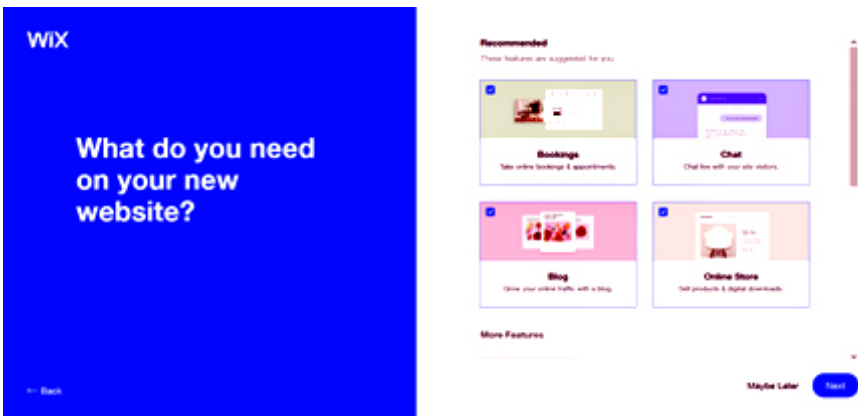 WiX
What do you need
on your new
website?
← Back
Recommended
These features are suggested for you
Bookings
Take online bookings & appointments.
Chat
Chat live with your site visitors.
Blog
Grow your online traffic with a blog.
Online Store
Sell products & digital downloads.
More Features
Maybe Later
Next